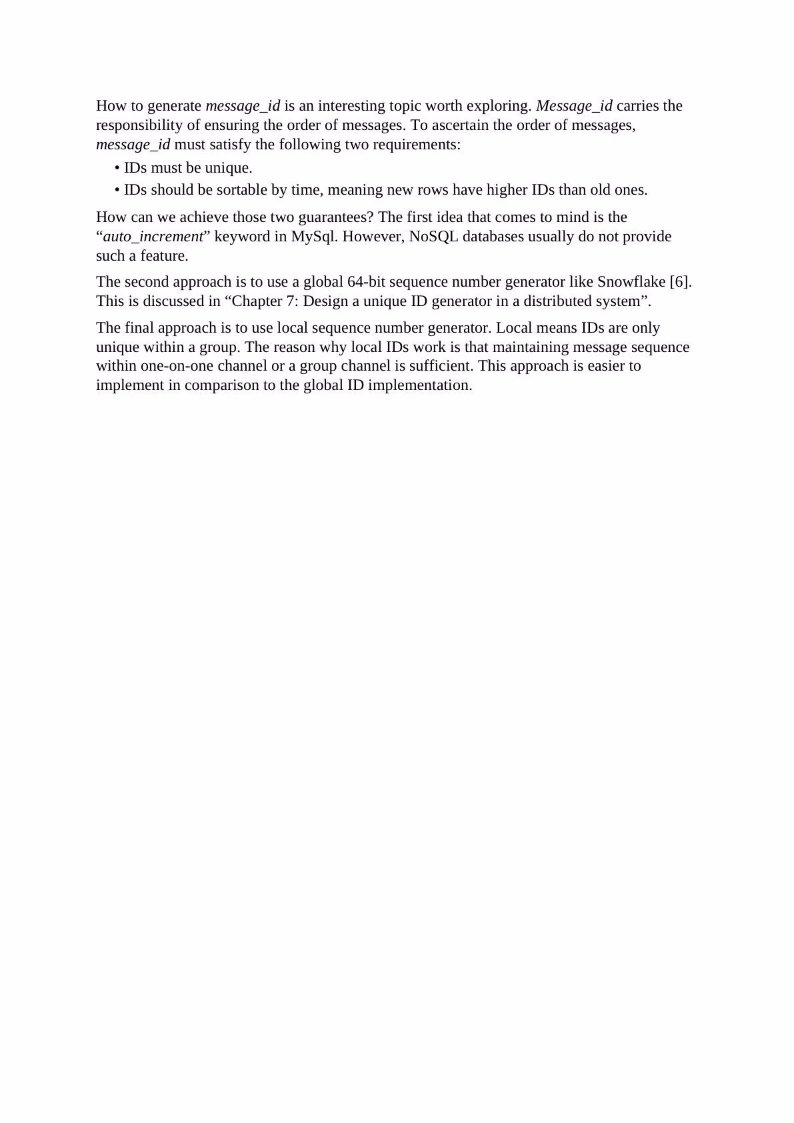 How to generate message_id is an interesting topic worth exploring. Message_id carries the
responsibility of ensuring the order of messages. To ascertain the order of messages,
message_id must satisfy the following two requirements:
• IDs must be unique.
• IDs should be sortable by time, meaning new rows have higher IDs than old ones.
How can we achieve those two guarantees? The first idea that comes to mind is the
“auto_increment” keyword in MySql. However, NoSQL databases usually do not provide
such a feature.
The second approach is to use a global 64-bit sequence number generator like Snowflake [6].
This is discussed in “Chapter 7: Design a unique ID generator in a distributed system”.
The final approach is to use local sequence number generator. Local means IDs are only
unique within a group. The reason why local IDs work is that maintaining message sequence
within one-on-one channel or a group channel is sufficient. This approach is easier to
implement in comparison to the global ID implementation.